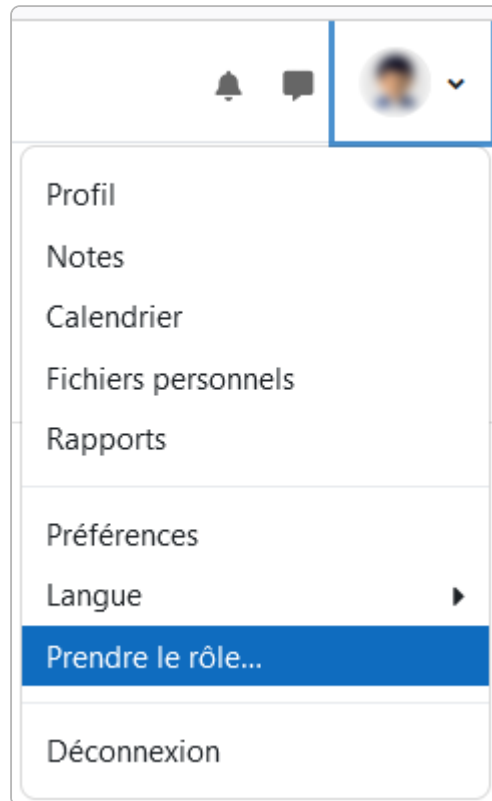 Profil
Notes
Calendrier
Fichiers personnels
Rapports
Préférences
Langue
Prendre le rôle...
Déconnexion